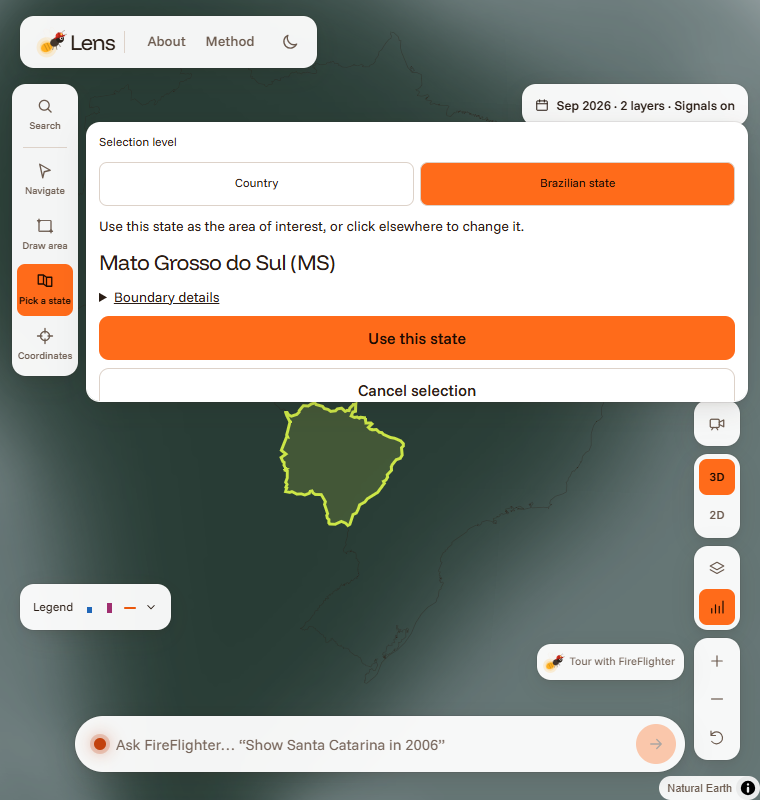 Lens
About
Method
Sep 2026 · 2 layers · Signals on
Search
Navigate
Draw area
Pick a state
Coordinates
Selection level
Country
Brazilian state
Use this state as the area of interest, or click elsewhere to change it.
Mato Grosso do Sul (MS)
Boundary details
Use this state
Cancel selection
3D
2D
Legend
Tour with FireFlighter
Ask FireFlighter… “Show Santa Catarina in 2006”
Natural Earth